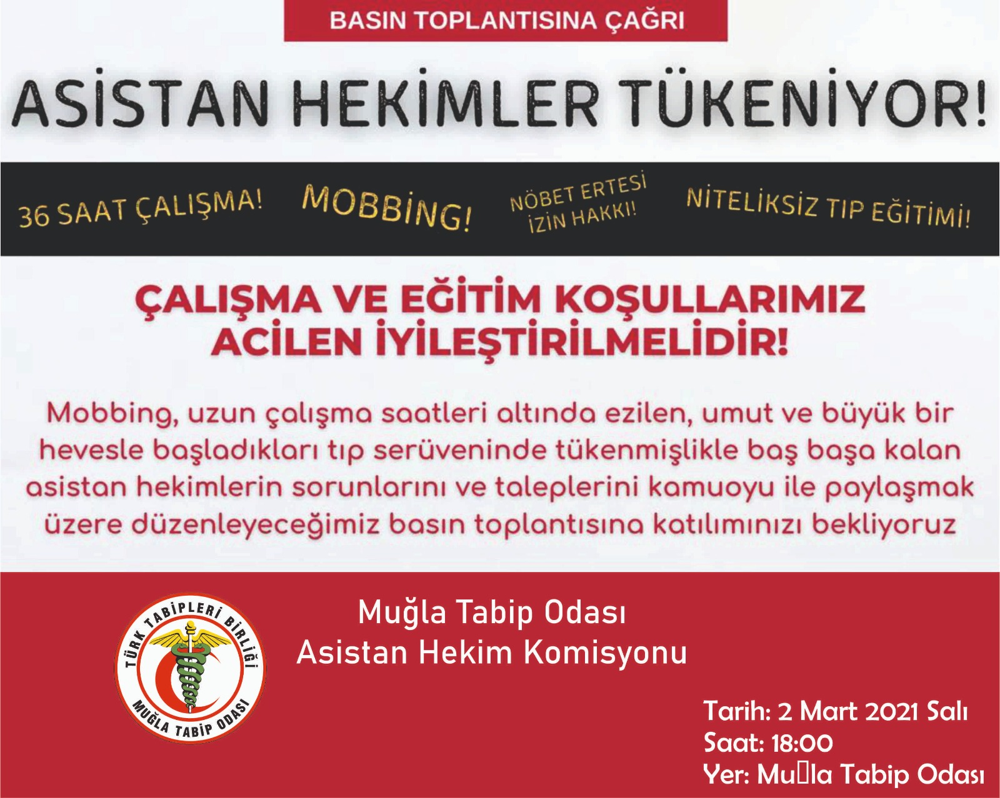 BASIN TOPLANTISINA ÇAĞRI
ASİSTAN HEKİMLER TÜKENİYOR!
36 SAAT ÇALIŞMA!
MOBBİNG!
NÖBET ERTESİ
İZİN HAKKI!
NİTELİKSİZ TIP EĞİTİMİ!
ÇALIŞMA VE EĞİTİM KOŞULLARIMIZ
ACİLEN İYİLEŞTİRİLMELİDİR!
Mobbing, uzun çalışma saatleri altında ezilen, umut ve büyük bir
hevesle başladıkları tıp serüveninde tükenmişlikle baş başa kalan
asistan hekimlerin sorunlarını ve taleplerini kamuoyu ile paylaşmak
üzere düzenleyeceğimiz basın toplantısına katılımınızı bekliyoruz
TÜRK TABİPLERİ BİRLİĞİ
MUĞLA TABİP ODASI
Muğla Tabip Odası
Asistan Hekim Komisyonu
Tarih: 2 Mart 2021 Salı
Saat: 18:00
Yer: Mu▯la Tabip Odası